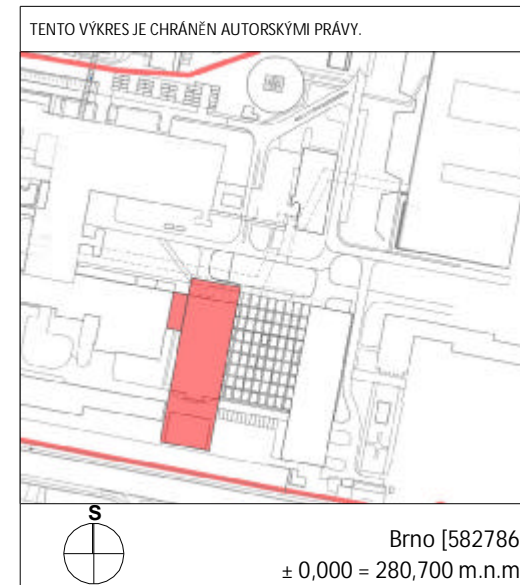 TENTO VÝKRES JE CHRÁNĚN AUTORSKÝMI PRÁVY.
S
Brno [582786
± 0,000 = 280,700 m.n.m